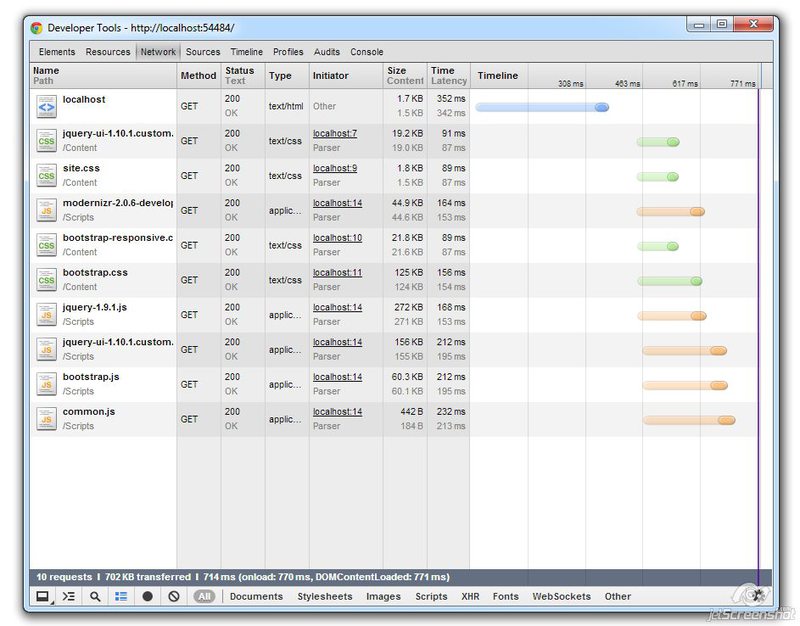 Developer Tools - http://localhost:54484/
Elements Resources Network Sources Timeline Profiles Audits Console
Name Path Method Status Text Type Initiator Size Content Time Latency Timeline 308 ms 463 ms 617 ms 771 ms
localhost GET 200 OK text/html Other 1.7 KB 1.5 KB 352 ms 342 ms
jquery-ui-1.10.1.custom. /Content GET 200 OK text/css localhost:7 Parser 19.2 KB 19.0 KB 91 ms 87 ms
site.css /Content GET 200 OK text/css localhost:9 Parser 1.8 KB 1.5 KB 89 ms 87 ms
modernizr-2.0.6-develop /Scripts GET 200 OK applic... localhost:14 Parser 44.9 KB 44.6 KB 164 ms 153 ms
bootstrap-responsive.c /Content GET 200 OK text/css localhost:10 Parser 21.8 KB 21.6 KB 89 ms 87 ms
bootstrap.css /Content GET 200 OK text/css localhost:11 Parser 125 KB 124 KB 156 ms 154 ms
jquery-1.9.1.js /Scripts GET 200 OK applic... localhost:14 Parser 272 KB 271 KB 168 ms 153 ms
jquery-ui-1.10.1.custom. /Scripts GET 200 OK applic... localhost:14 Parser 156 KB 155 KB 212 ms 195 ms
bootstrap.js /Scripts GET 200 OK applic... localhost:14 Parser 60.3 KB 60.1 KB 212 ms 195 ms
common.js /Scripts GET 200 OK applic... localhost:14 Parser 442 B 184 B 232 ms 213 ms
10 requests | 702 KB transferred | 714 ms (onload: 770 ms, DOMContentLoaded: 771 ms)
All Documents Stylesheets Images Scripts XHR Fonts WebSockets Other
jetScreenshot